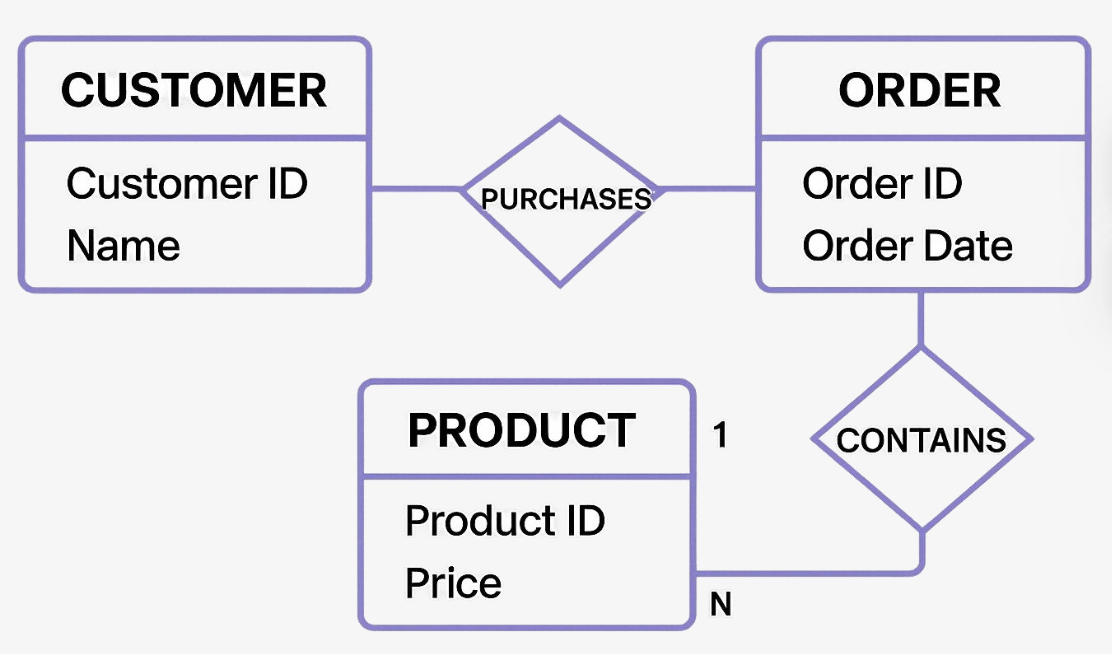 CUSTOMER
Customer ID
Name
PURCHASES
ORDER
Order ID
Order Date
CONTAINS
PRODUCT
Product ID
Price
1
N